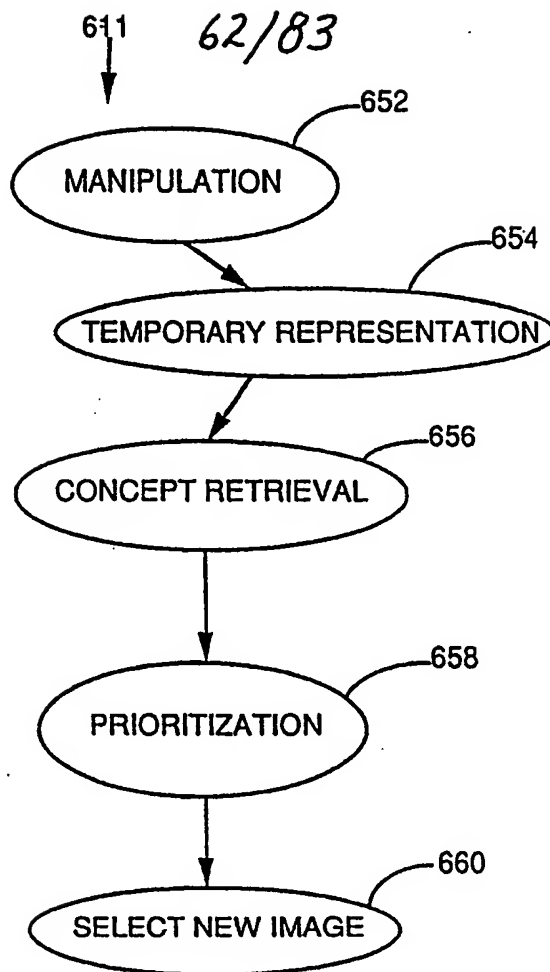 611 62/83
652
MANIPULATION
654
TEMPORARY REPRESENTATION
656
CONCEPT RETRIEVAL
658
PRIORITIZATION
660
SELECT NEW IMAGE